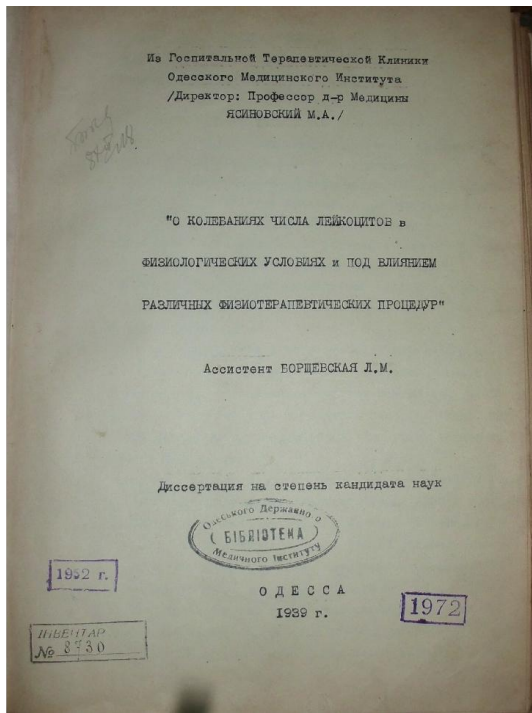 Из Госпитальной Терапевтической Клиники
Одесского Медицинского Института
/Директор: Профессор д-р Медицины
ЯСИНОВСКИЙ М.А./
"О КОЛЕБАНИЯХ ЧИСЛА ЛЕЙКОЦИТОВ в
ФИЗИОЛОГИЧЕСКИХ УСЛОВИЯХ и ПОД ВЛИЯНИЕМ
РАЗЛИЧНЫХ ФИЗИОТЕРАПЕВТИЧЕСКИХ ПРОЦЕДУР"
Ассистент БОРЩЕВСКАЯ Л.М.
Диссертация на степень кандидата наук
Одеського Державного
БІБЛІОТЕКА
Медичного Інституту
1952 г.
ОДЕССА
1939 г.
1972
ІНВЕНТАР
№ 8730